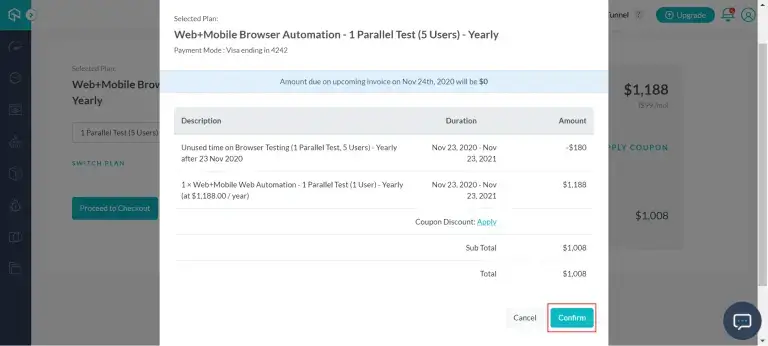 Selected Plan:
Web+Mobile Browser Automation - 1 Parallel Test (5 Users) - Yearly
Payment Mode : Visa ending in 4242
Amount due on upcoming invoice on Nov 24th, 2020 will be $0
Description Duration Amount
Unused time on Browser Testing (1 Parallel Test, 5 Users) - Yearly
after 23 Nov 2020
Nov 23, 2020 - Nov
23, 2021
-$180
1 × Web+Mobile Web Automation - 1 Parallel Test (1 User) - Yearly
(at $1,188.00 / year)
Nov 23, 2020 - Nov
23, 2021
$1,188
Coupon Discount: Apply
Sub Total $1,008
Total $1,008
Cancel Confirm
Selected Plan:
Web+Mobile Brow
Yearly
1 Parallel Test (5 Users)
SWITCH PLAN
Proceed to Checkout
Tunnel ?
Upgrade
$1,188
PLY COUPON
$1,008